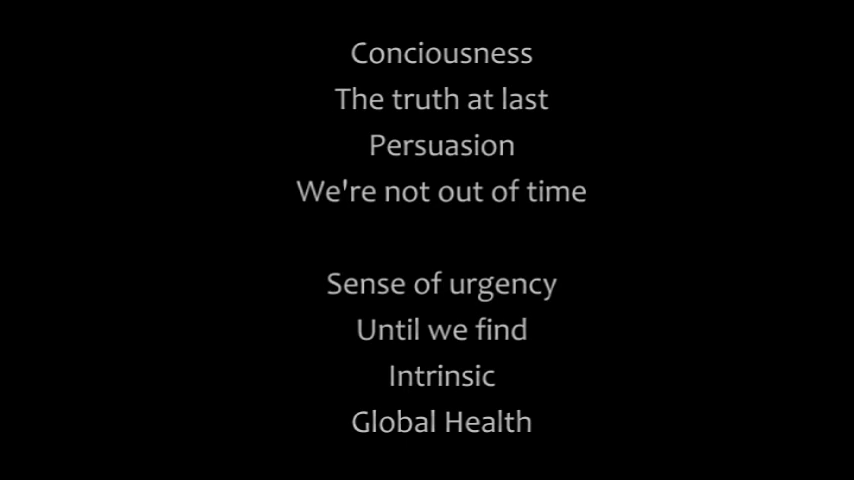 Conciousness
The truth at last
Persuasion
We're not out of time
Sense of urgency
Until we find
Intrinsic
Global Health